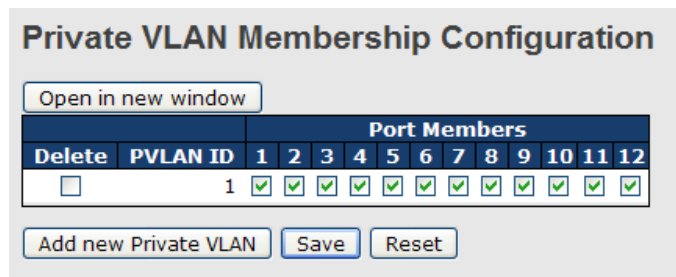 Private VLAN Membership Configuration
Open in new window
Port Members
Delete PVLAN ID 1 2 3 4 5 6 7 8 9 10 11 12
1
Add new Private VLAN Save Reset